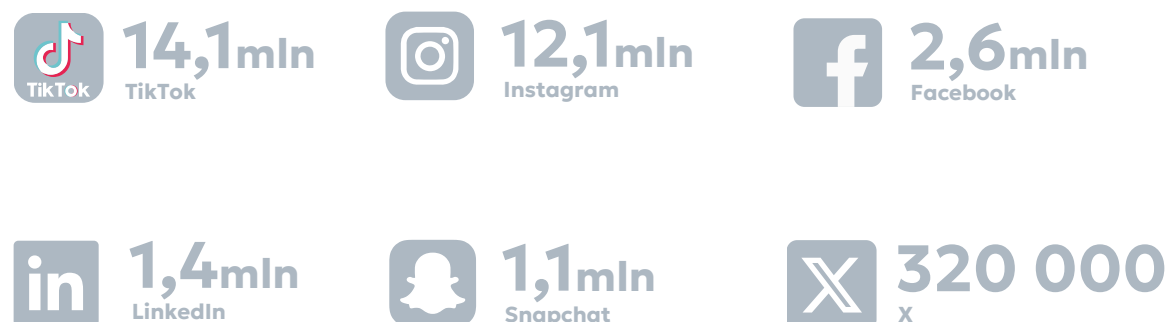 TikTok
14,1mln
TikTok
12,1mln
Instagram
2,6mln
Facebook
in
1,4mln
LinkedIn
1,1mln
Snapchat
320 000
X